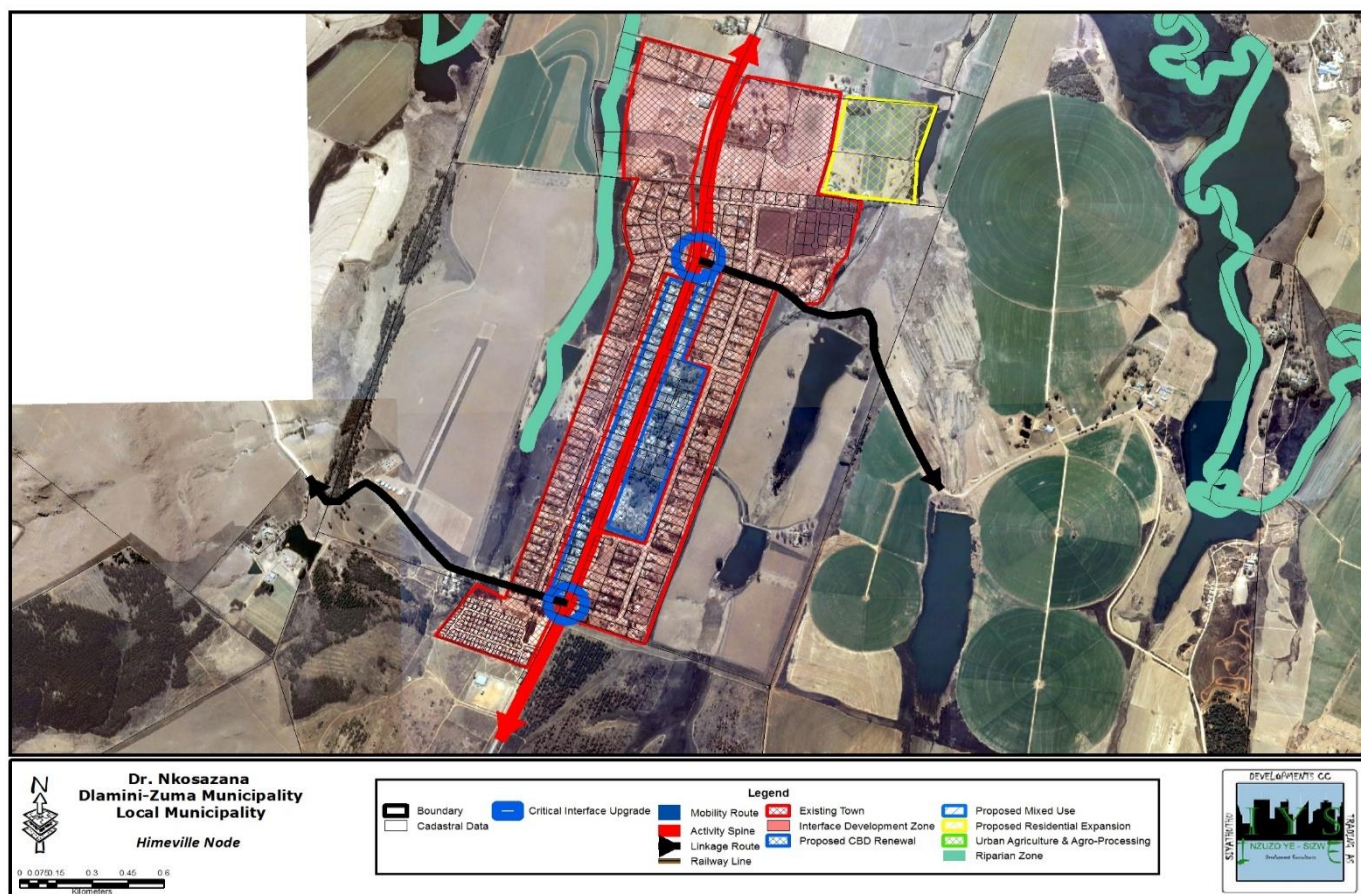 Dr. Nkosazana
Dlamini-Zuma Municipality
Local Municipality
Himeville Node
N
0 0.075 0.15 0.3 0.45 0.6
Kilometers
Legend
Boundary
Cadastral Data
Critical Interface Upgrade
Mobility Route
Activity Spine
Linkage Route
Railway Line
Existing Town
Interface Development Zone
Proposed CBD Renewal
Proposed Mixed Use
Proposed Residential Expansion
Urban Agriculture & Agro-Processing
Riparian Zone
DEVELOPMENTS CC
SIYATHUTHU
TRADING AS
NZUZO YE - SIZWE
Development Consultants